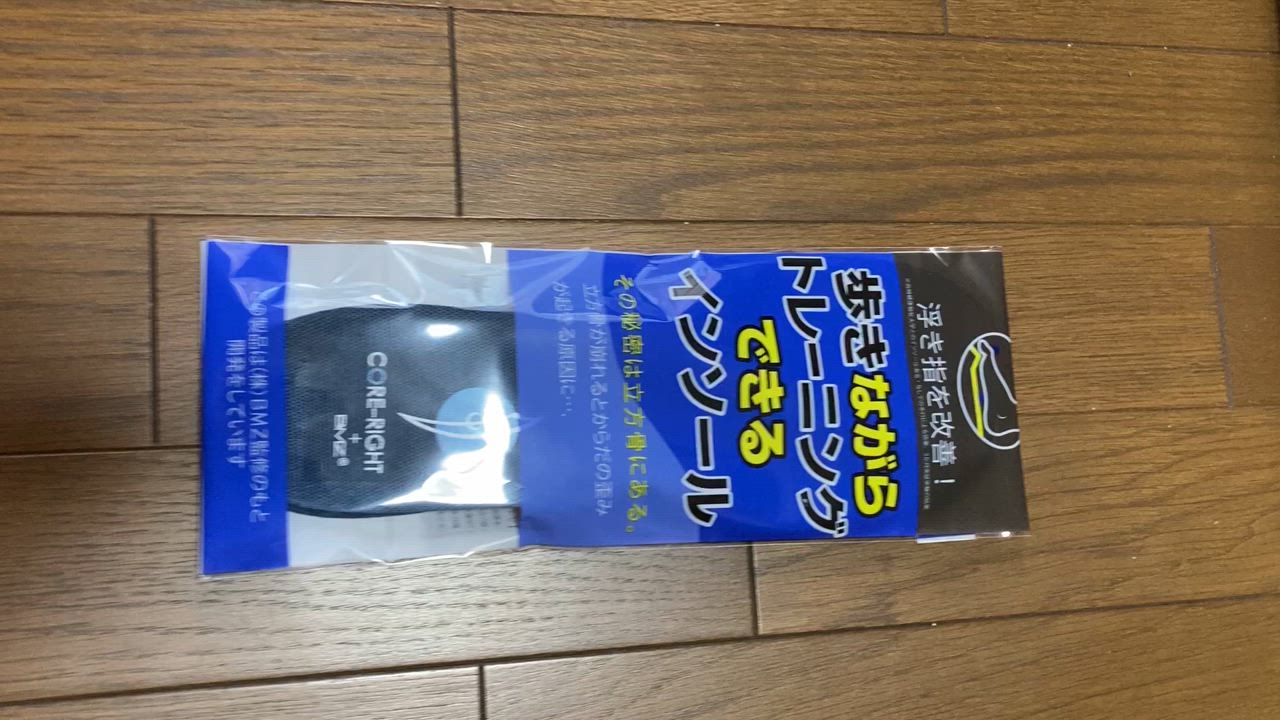 浮き指を改善!
歩きながら
トレーニング
できる
インソール
その秘密は立方骨にある。
立方骨が崩れるとからだの歪み
が起きる原因に…
CORE-RIGHT
+
BMZ®
この製品は(株)BMZ監修のもと
開発をしています